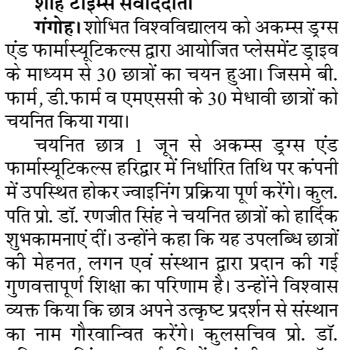 शाह टाइम्स संवाददाता
गंगोह। शोभित विश्वविद्यालय को अकम्स ड्रग्स
एंड फार्मास्यूटिकल्स द्वारा आयोजित प्लेसमेंट ड्राइव
के माध्यम से 30 छात्रों का चयन हुआ। जिसमे बी.
फार्म, डी.फार्म व एमएससी के 30 मेधावी छात्रों को
चयनित किया गया।
चयनित छात्र 1 जून से अकम्स ड्रग्स एंड
फार्मास्यूटिकल्स हरिद्वार में निर्धारित तिथि पर कंपनी
में उपस्थित होकर ज्वाइनिंग प्रक्रिया पूर्ण करेंगे। कुल.
पति प्रो. डॉ. रणजीत सिंह ने चयनित छात्रों को हार्दिक
शुभकामनाएं दीं। उन्होंने कहा कि यह उपलब्धि छात्रों
की मेहनत, लगन एवं संस्थान द्वारा प्रदान की गई
गुणवत्तापूर्ण शिक्षा का परिणाम है। उन्होंने विश्वास
व्यक्त किया कि छात्र अपने उत्कृष्ट प्रदर्शन से संस्थान
का नाम गौरवान्वित करेंगे। कुलसचिव प्रो. डॉ.